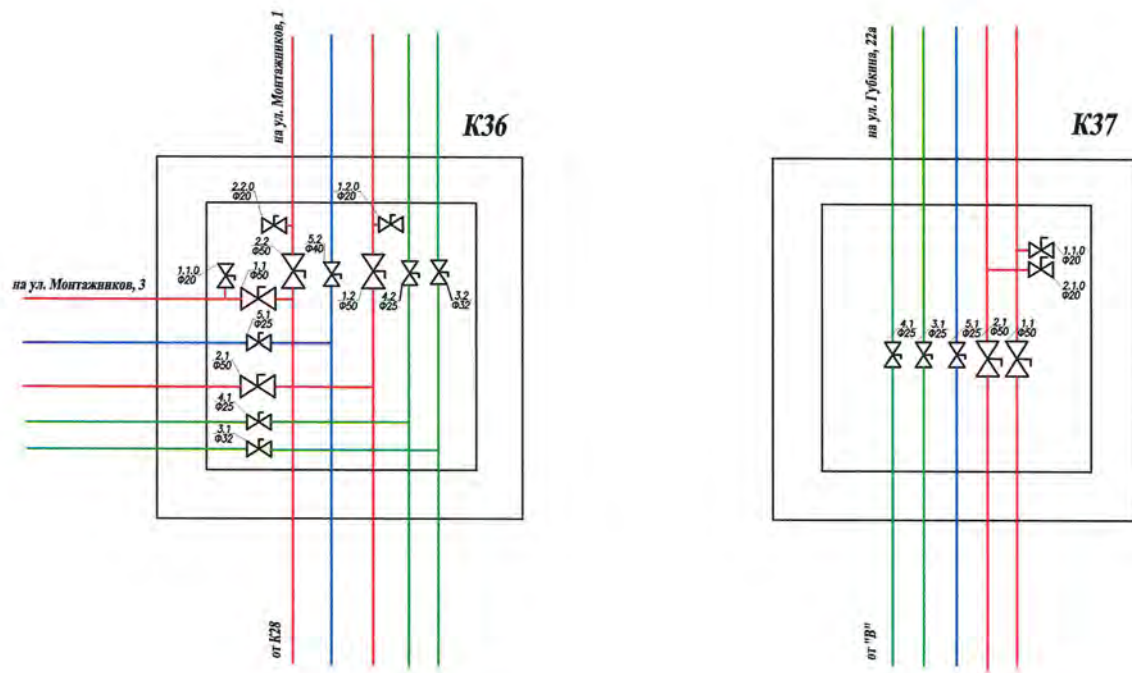 на ул. Монтажников, 1
К36
2.2.0
Ф20
1.2.0
Ф20
2.2
Ф50
5.2
Ф40
1.1.0
Ф20
1.1
Ф50
на ул. Монтажников, 3
1.2
Ф50
4.2
Ф25
3.2
Ф32
5.1
Ф25
2.1
Ф50
4.1
Ф25
3.1
Ф32
от К28
на ул. Губкина, 22а
К37
1.1.0
Ф20
2.1.0
Ф20
4.1
Ф25
3.1
Ф25
5.1
Ф25
2.1
Ф50
1.1
Ф50
от "В"